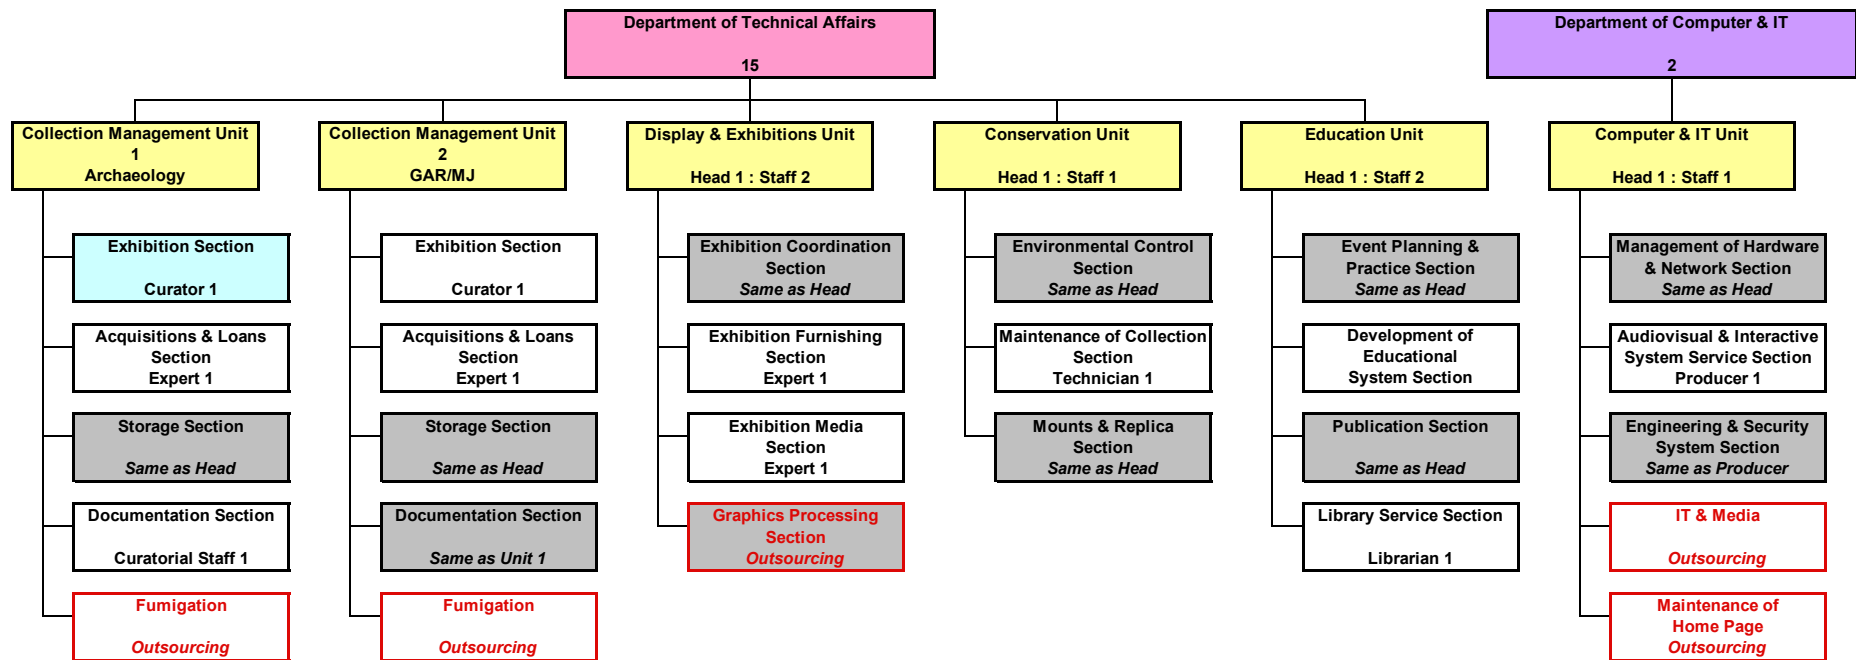 Department of Technical Affairs
15
Department of Computer & IT
2
Collection Management Unit
1
Archaeology
Exhibition Section
Curator 1
Acquisitions & Loans
Section
Expert 1
Storage Section
Same as Head
Documentation Section
Curatorial Staff 1
Fumigation
Outsourcing
Collection Management Unit
2
GAR/MJ
Exhibition Section
Curator 1
Acquisitions & Loans
Section
Expert 1
Storage Section
Same as Head
Documentation Section
Same as Unit 1
Fumigation
Outsourcing
Display & Exhibitions Unit
Head 1 : Staff 2
Exhibition Coordination
Section
Same as Head
Exhibition Furnishing
Section
Expert 1
Exhibition Media
Section
Expert 1
Graphics Processing
Section
Outsourcing
Conservation Unit
Head 1 : Staff 1
Environmental Control
Section
Same as Head
Maintenance of Collection
Section
Technician 1
Mounts & Replica
Section
Same as Head
Education Unit
Head 1 : Staff 2
Event Planning &
Practice Section
Same as Head
Development of
Educational
System Section
Publication Section
Same as Head
Library Service Section
Librarian 1
Computer & IT Unit
Head 1 : Staff 1
Management of Hardware
& Network Section
Same as Head
Audiovisual & Interactive
System Service Section
Producer 1
Engineering & Security
System Section
Same as Producer
IT & Media
Outsourcing
Maintenance of
Home Page
Outsourcing